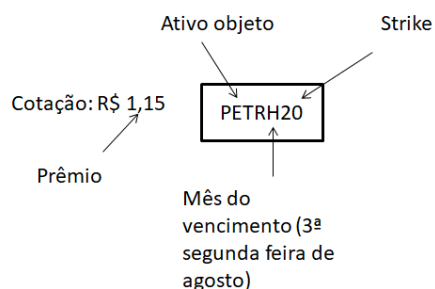 Ativo objeto
Strike
Cotação: R$ 1,15
PETRH20
Prêmio
Mês do
vencimento (3ª
segunda feira de
agosto)